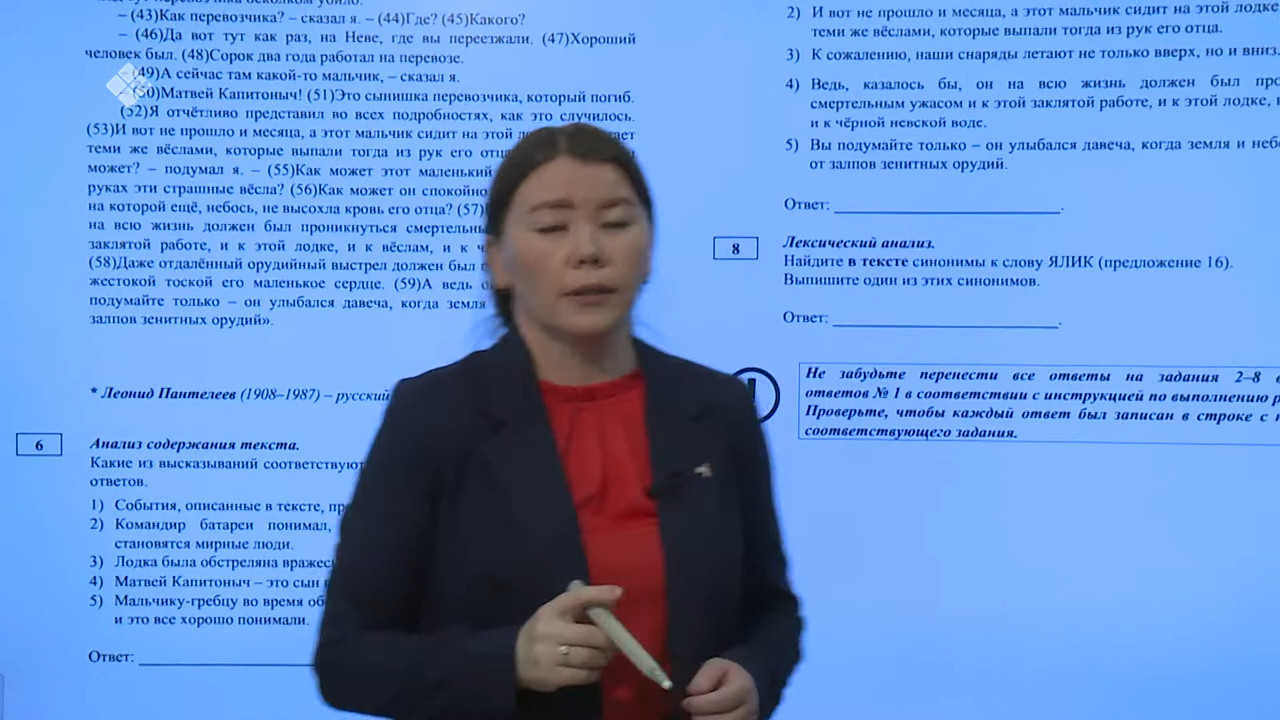 – (43)Как перевозчика? – сказал я. – (44)Где? (45)Какого?
– (46)Да вот тут как раз, на Неве, где вы переезжали. (47)Хороший
человек был. (48)Сорок два года работал на перевозе.
(49)А сейчас там какой-то мальчик, – сказал я.
(50)Матвей Капитоныч! (51)Это сынишка перевозчика, который погиб.
(52)Я отчётливо представил во всех подробностях, как это случилось.
(53)И вот не прошло и месяца, а этот мальчик сидит на этой
теми же вёслами, которые выпали тогда из рук его
может? – подумал я. – (55)Как может этот маленький
руках эти страшные вёсла? (56)Как может он спокойно
на которой ещё, небось, не высохла кровь его отца? (57)
на всю жизнь должен был проникнуться
заклятой работе, и к этой лодке, и к вёслам, и к
(58)Даже отдалённый орудийный выстрел должен был
жестокой тоской его маленькое сердце. (59)А ведь
подумайте только – он улыбался давеча, когда земля
залпов зенитных орудий».
* Леонид Пантелеев (1908–1987) – русский
6
Анализ содержания текста.
Какие из высказываний соответствуют
ответов.
1) События, описанные в тексте,
2) Командир батареи понимал,
становятся мирные люди.
3) Лодка была обстреляна
4) Матвей Капитоныч – это сын
5) Мальчику-гребцу во время
и это все хорошо понимали.
Ответ:
2) И вот не прошло и месяца, а этот мальчик сидит на этой лодке
теми же вёслами, которые выпали тогда из рук его отца.
3) К сожалению, наши снаряды летают не только вверх, но и вниз.
4) Ведь, казалось бы, он на всю жизнь должен был
смертельным ужасом и к этой заклятой работе, и к этой лодке,
и к чёрной невской воде.
5) Вы подумайте только – он улыбался давеча, когда земля и
от залпов зенитных орудий.
Ответ: .
8
Лексический анализ.
Найдите в тексте синонимы к слову ЯЛИК (предложение 16).
Выпишите один из этих синонимов.
Ответ: .
Не забудьте перенести все ответы на задания 2–8
ответов № 1 в соответствии с инструкцией по выполнению
Проверьте, чтобы каждый ответ был записан в строке с
соответствующего задания.